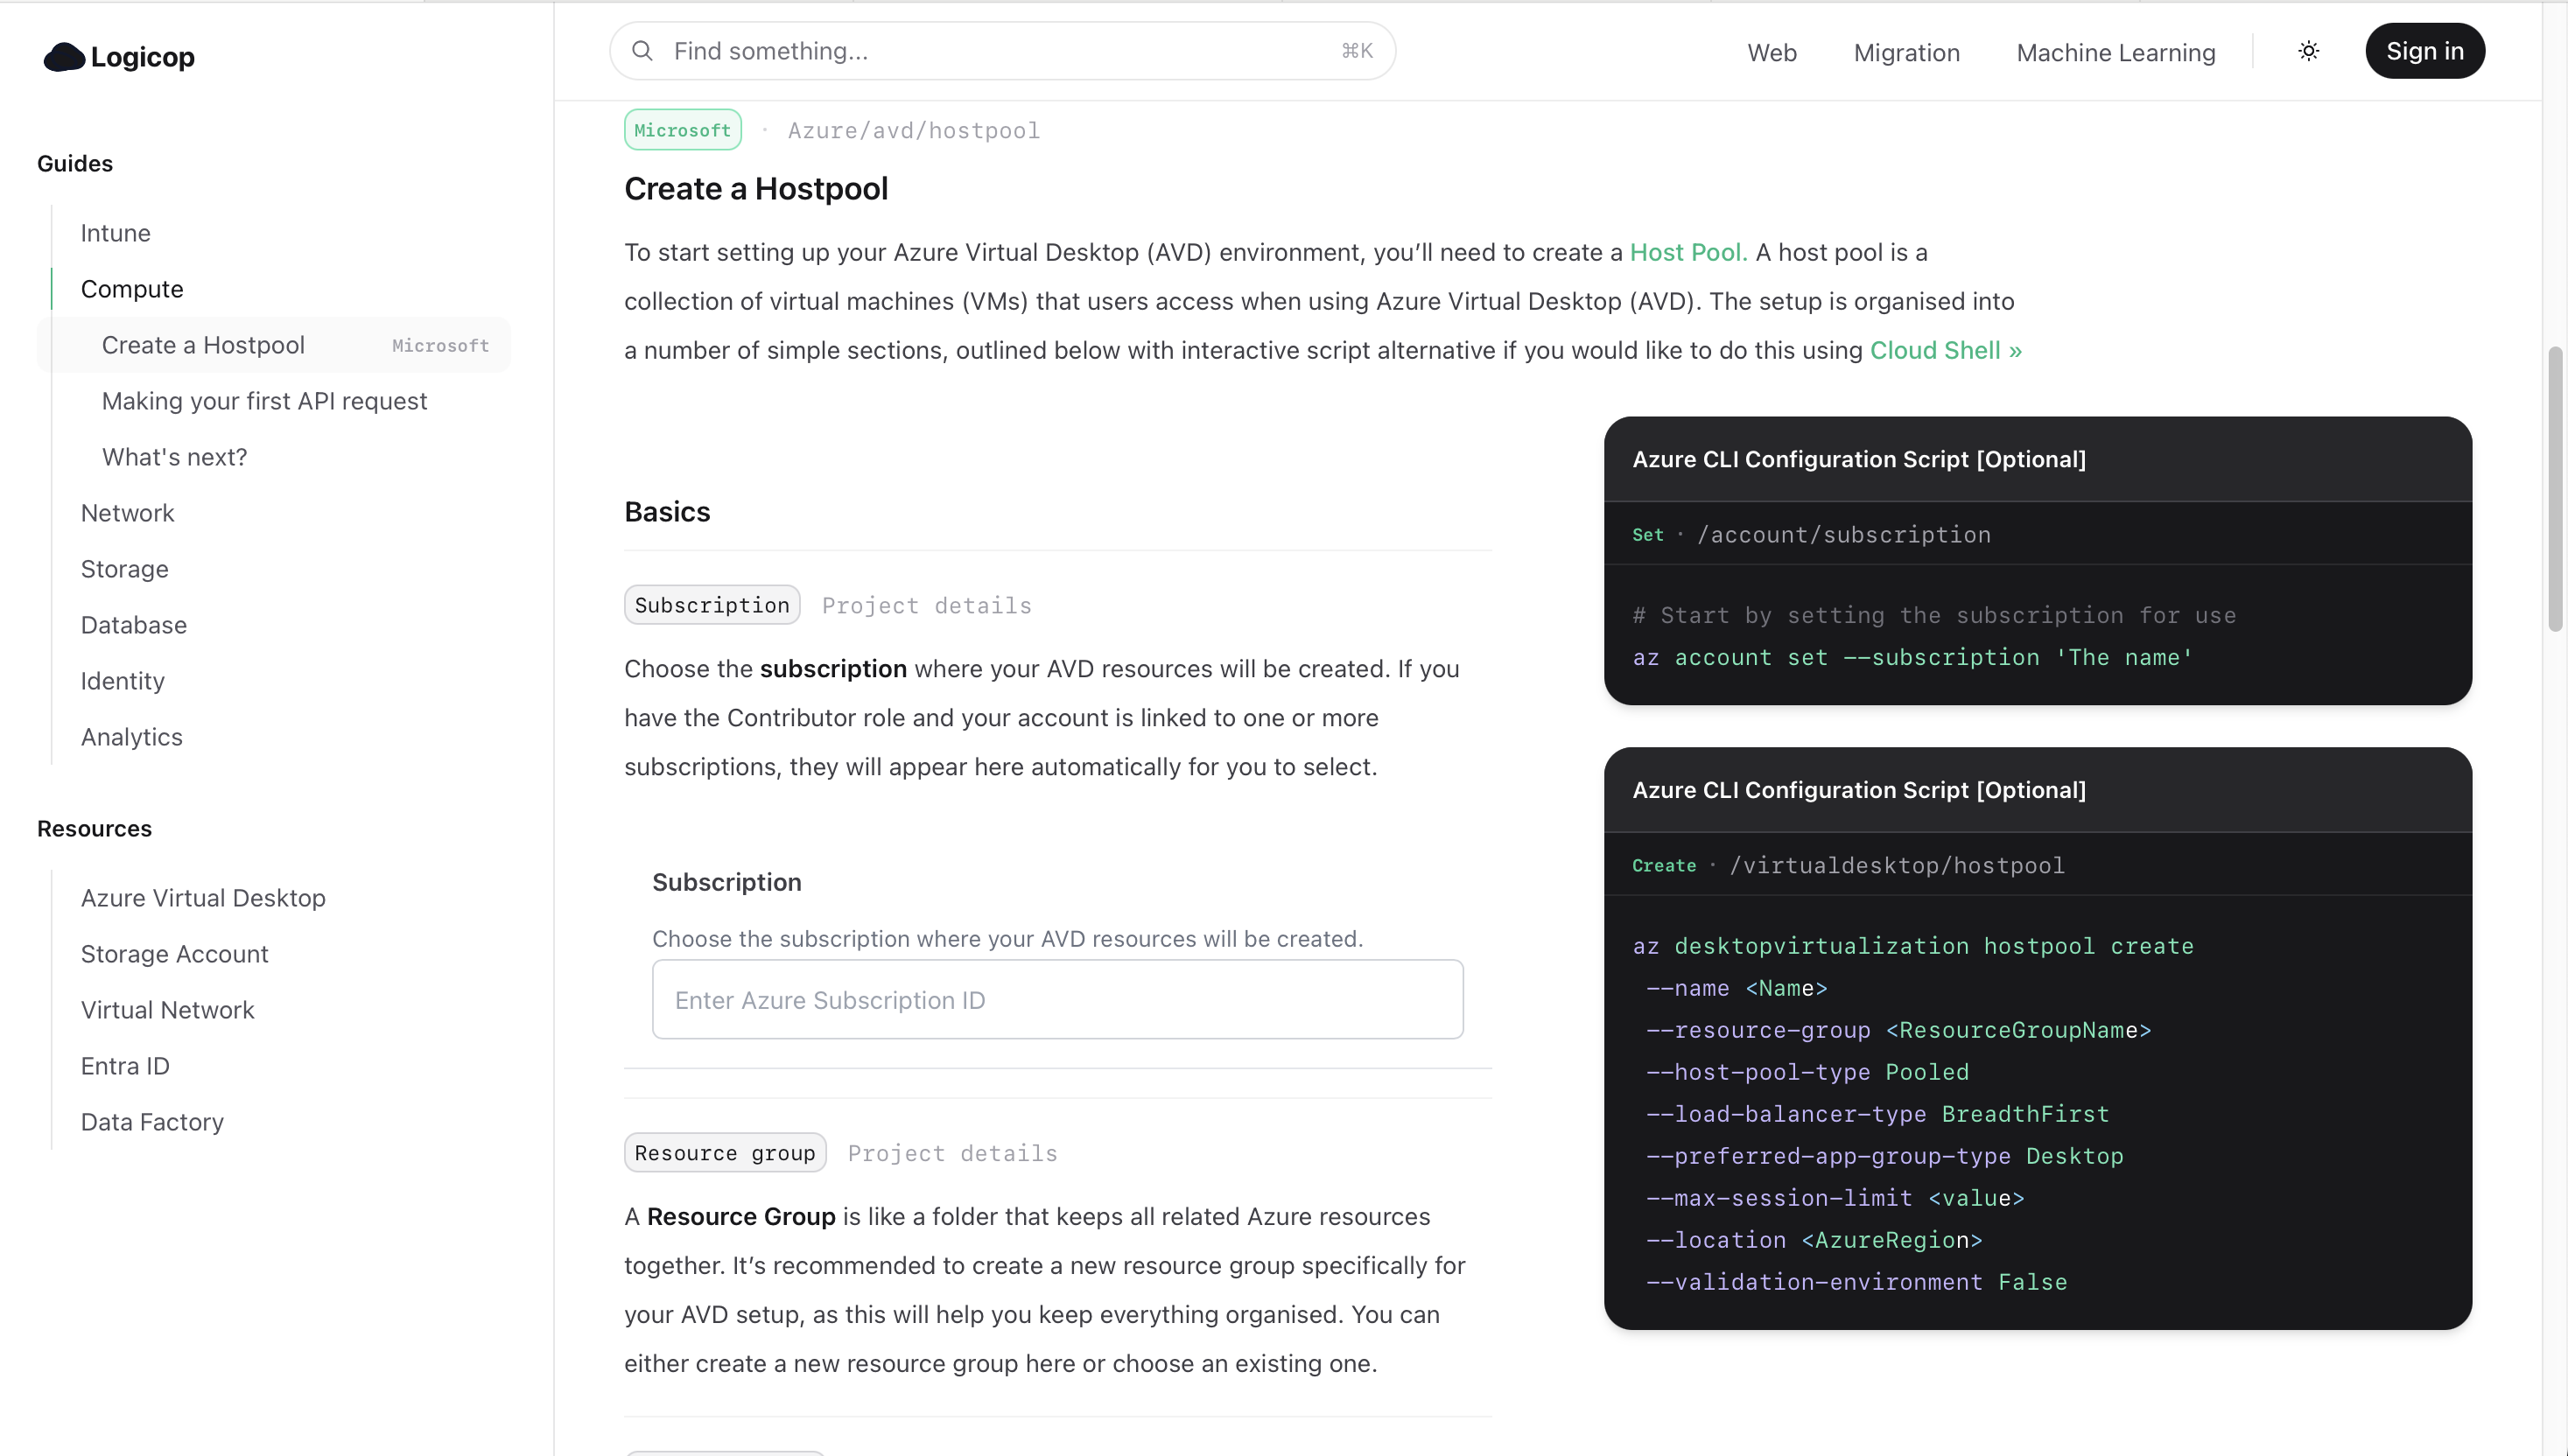 Logicop
Find something...
⌘K
Web
Migration
Machine Learning
Sign in
Guides
Intune
Compute
Create a Hostpool Microsoft
Making your first API request
What's next?
Network
Storage
Database
Identity
Analytics
Resources
Azure Virtual Desktop
Storage Account
Virtual Network
Entra ID
Data Factory
Microsoft · Azure/avd/hostpool
Create a Hostpool
To start setting up your Azure Virtual Desktop (AVD) environment, you’ll need to create a Host Pool. A host pool is a
collection of virtual machines (VMs) that users access when using Azure Virtual Desktop (AVD). The setup is organised into
a number of simple sections, outlined below with interactive script alternative if you would like to do this using Cloud Shell »
Basics
Subscription Project details
Choose the subscription where your AVD resources will be created. If you
have the Contributor role and your account is linked to one or more
subscriptions, they will appear here automatically for you to select.
Subscription
Choose the subscription where your AVD resources will be created.
Enter Azure Subscription ID
Resource group Project details
A Resource Group is like a folder that keeps all related Azure resources
together. It’s recommended to create a new resource group specifically for
your AVD setup, as this will help you keep everything organised. You can
either create a new resource group here or choose an existing one.
Azure CLI Configuration Script [Optional]
Set · /account/subscription
# Start by setting the subscription for use
az account set --subscription 'The name'
Azure CLI Configuration Script [Optional]
Create · /virtualdesktop/hostpool
az desktopvirtualization hostpool create
--name <Name>
--resource-group <ResourceGroupName>
--host-pool-type Pooled
--load-balancer-type BreadthFirst
--preferred-app-group-type Desktop
--max-session-limit <value>
--location <AzureRegion>
--validation-environment False